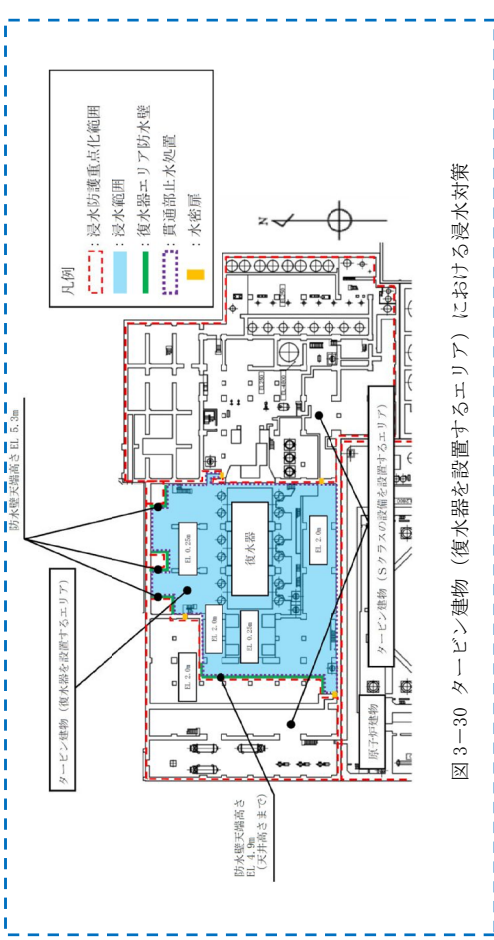 防水壁天端高さ EL 5.3m
タービン建物（復水器を設置するエリア）
凡例
：浸水防護重点化範囲
：浸水範囲
：復水器エリア防水壁
：貫通部止水処置
：水密扉
N
EL 0.25m
EL 2.0m
EL 2.0m
EL 0.25m
復水器
EL 2.0m
防水壁天端高さ
EL 4.9m
（天井高さまで）
タービン建物（Sクラスの設備を設置するエリア）
原子炉建物
図 3－30 タービン建物（復水器を設置するエリア）における浸水対策